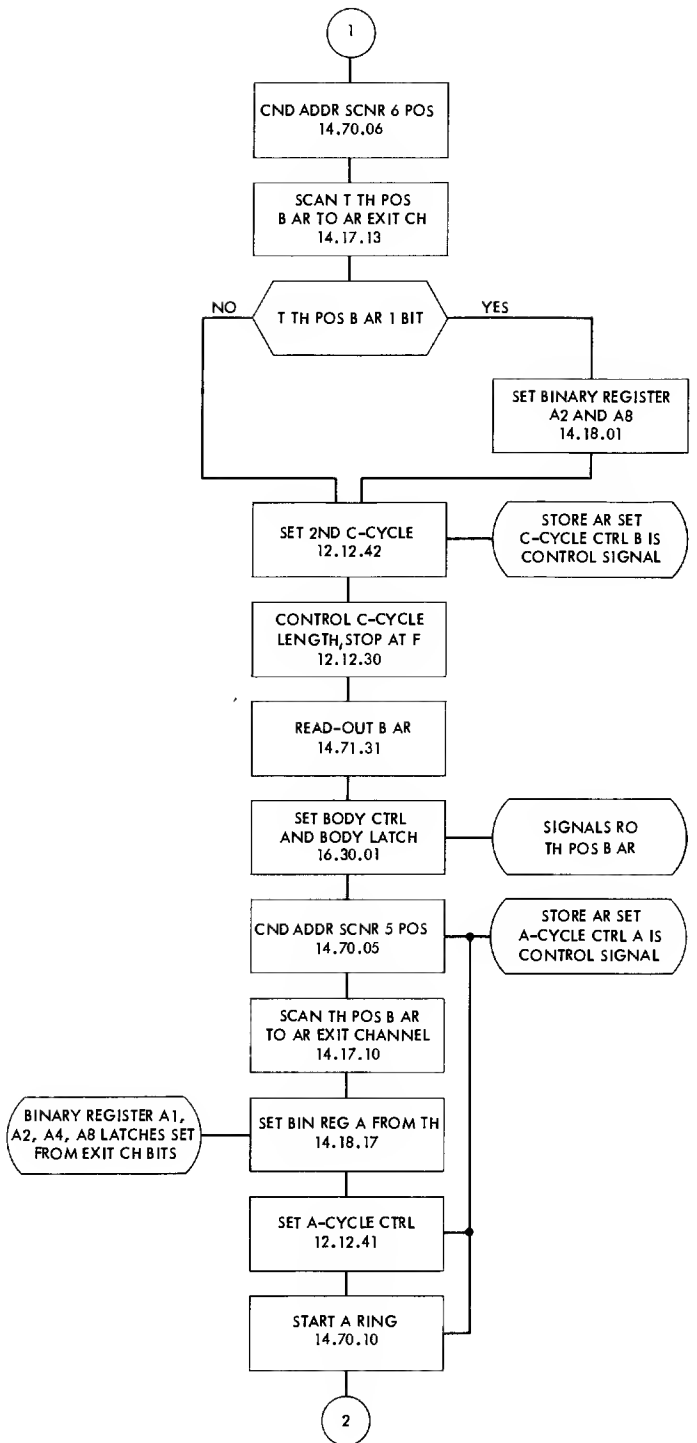 1
CND ADDR SCNR 6 POS
14.70.06
SCAN T TH POS
B AR TO AR EXIT CH
14.17.13
NO
T TH POS B AR 1 BIT
YES
SET BINARY REGISTER
A2 AND A8
14.18.01
SET 2ND C-CYCLE
12.12.42
STORE AR SET
C-CYCLE CTRL B IS
CONTROL SIGNAL
CONTROL C-CYCLE
LENGTH, STOP AT F
12.12.30
READ-OUT B AR
14.71.31
SET BODY CTRL
AND BODY LATCH
16.30.01
SIGNALS RO
TH POS B AR
CND ADDR SCNR 5 POS
14.70.05
STORE AR SET
A-CYCLE CTRL A IS
CONTROL SIGNAL
SCAN TH POS B AR
TO AR EXIT CHANNEL
14.17.10
BINARY REGISTER A1,
A2, A4, A8 LATCHES SET
FROM EXIT CH BITS
SET BIN REG A FROM TH
14.18.17
SET A-CYCLE CTRL
12.12.41
START A RING
14.70.10
2